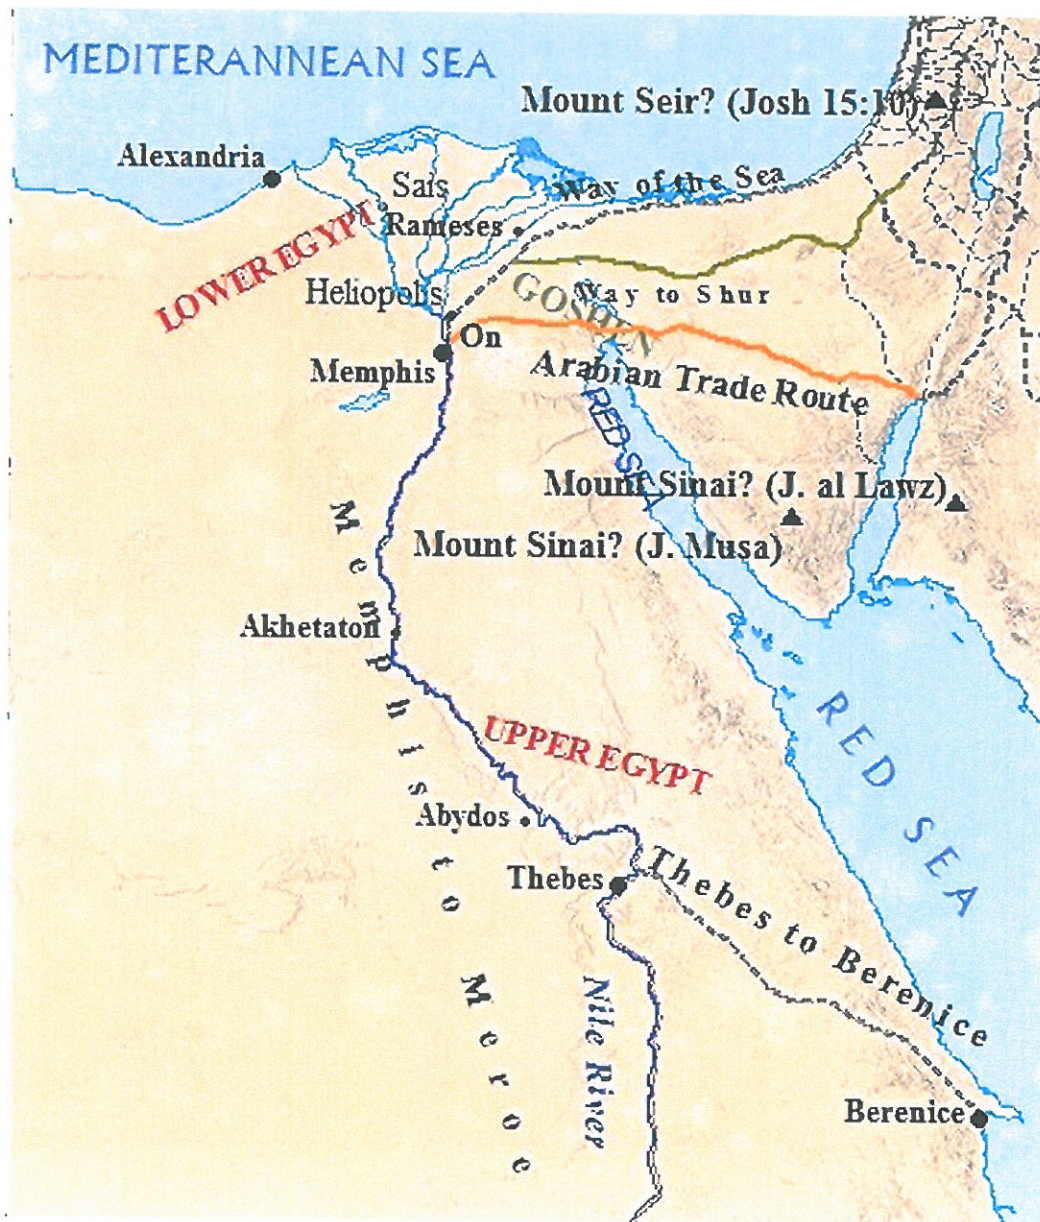 MEDITERANNEAN SEA
Mount Seir? (Josh 15:10)
Alexandria
Sais
Way of the Sea
Rameses
LOWER EGYPT
Heliopolis
GOSHEN
Way to Shur
On
Memphis
Arabian Trade Route
RED SEA
Mount Sinai? (J. al Lawz)
Mount Sinai? (J. Musa)
Memphis to Meroe
Akhetaton
RED SEA
UPPER EGYPT
Abydos
Thebes
Thebes to Berenice
Nile River
Berenice